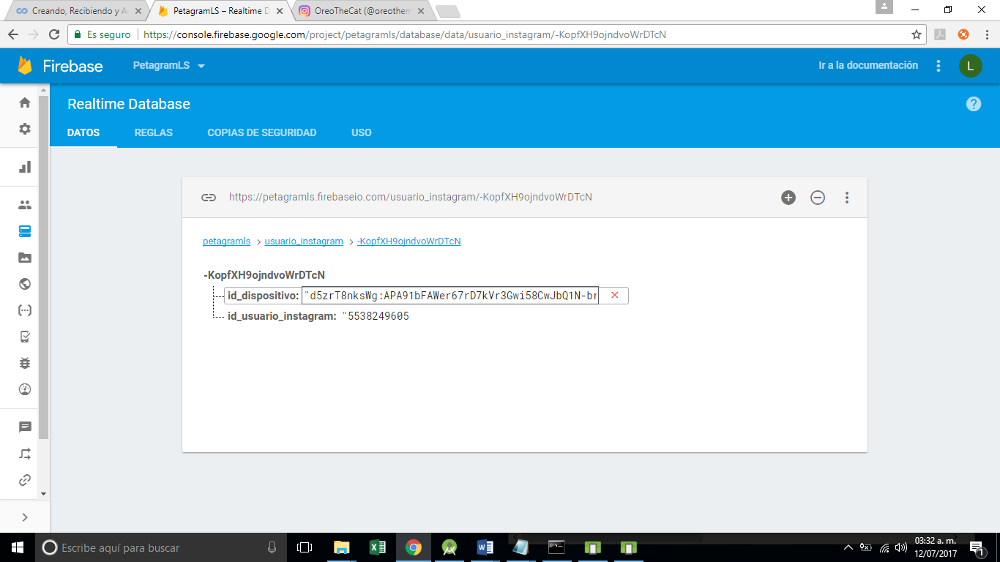 Creando, Recibiendo y A
PetagramLS – Realtime D
OreoTheCat (@oreothem
Es seguro
https://console.firebase.google.com/project/petagramls/database/data/usuario_instagram/-KopfXH9ojndvoWrDTcN
Firebase
PetagramLS
Ir a la documentación
L
Realtime Database
?
DATOS
REGLAS
COPIAS DE SEGURIDAD
USO
https://petagramls.firebaseio.com/usuario_instagram/-KopfXH9ojndvoWrDTcN
petagramls > usuario_instagram > -KopfXH9ojndvoWrDTcN
-KopfXH9ojndvoWrDTcN
id_dispositivo: "d5zrT8nksWg:APA91bFAWer67rD7kVr3Gwi58CwJbQ1N-br
id_usuario_instagram: "5538249605
Escribe aquí para buscar
03:32 a. m.
12/07/2017
1